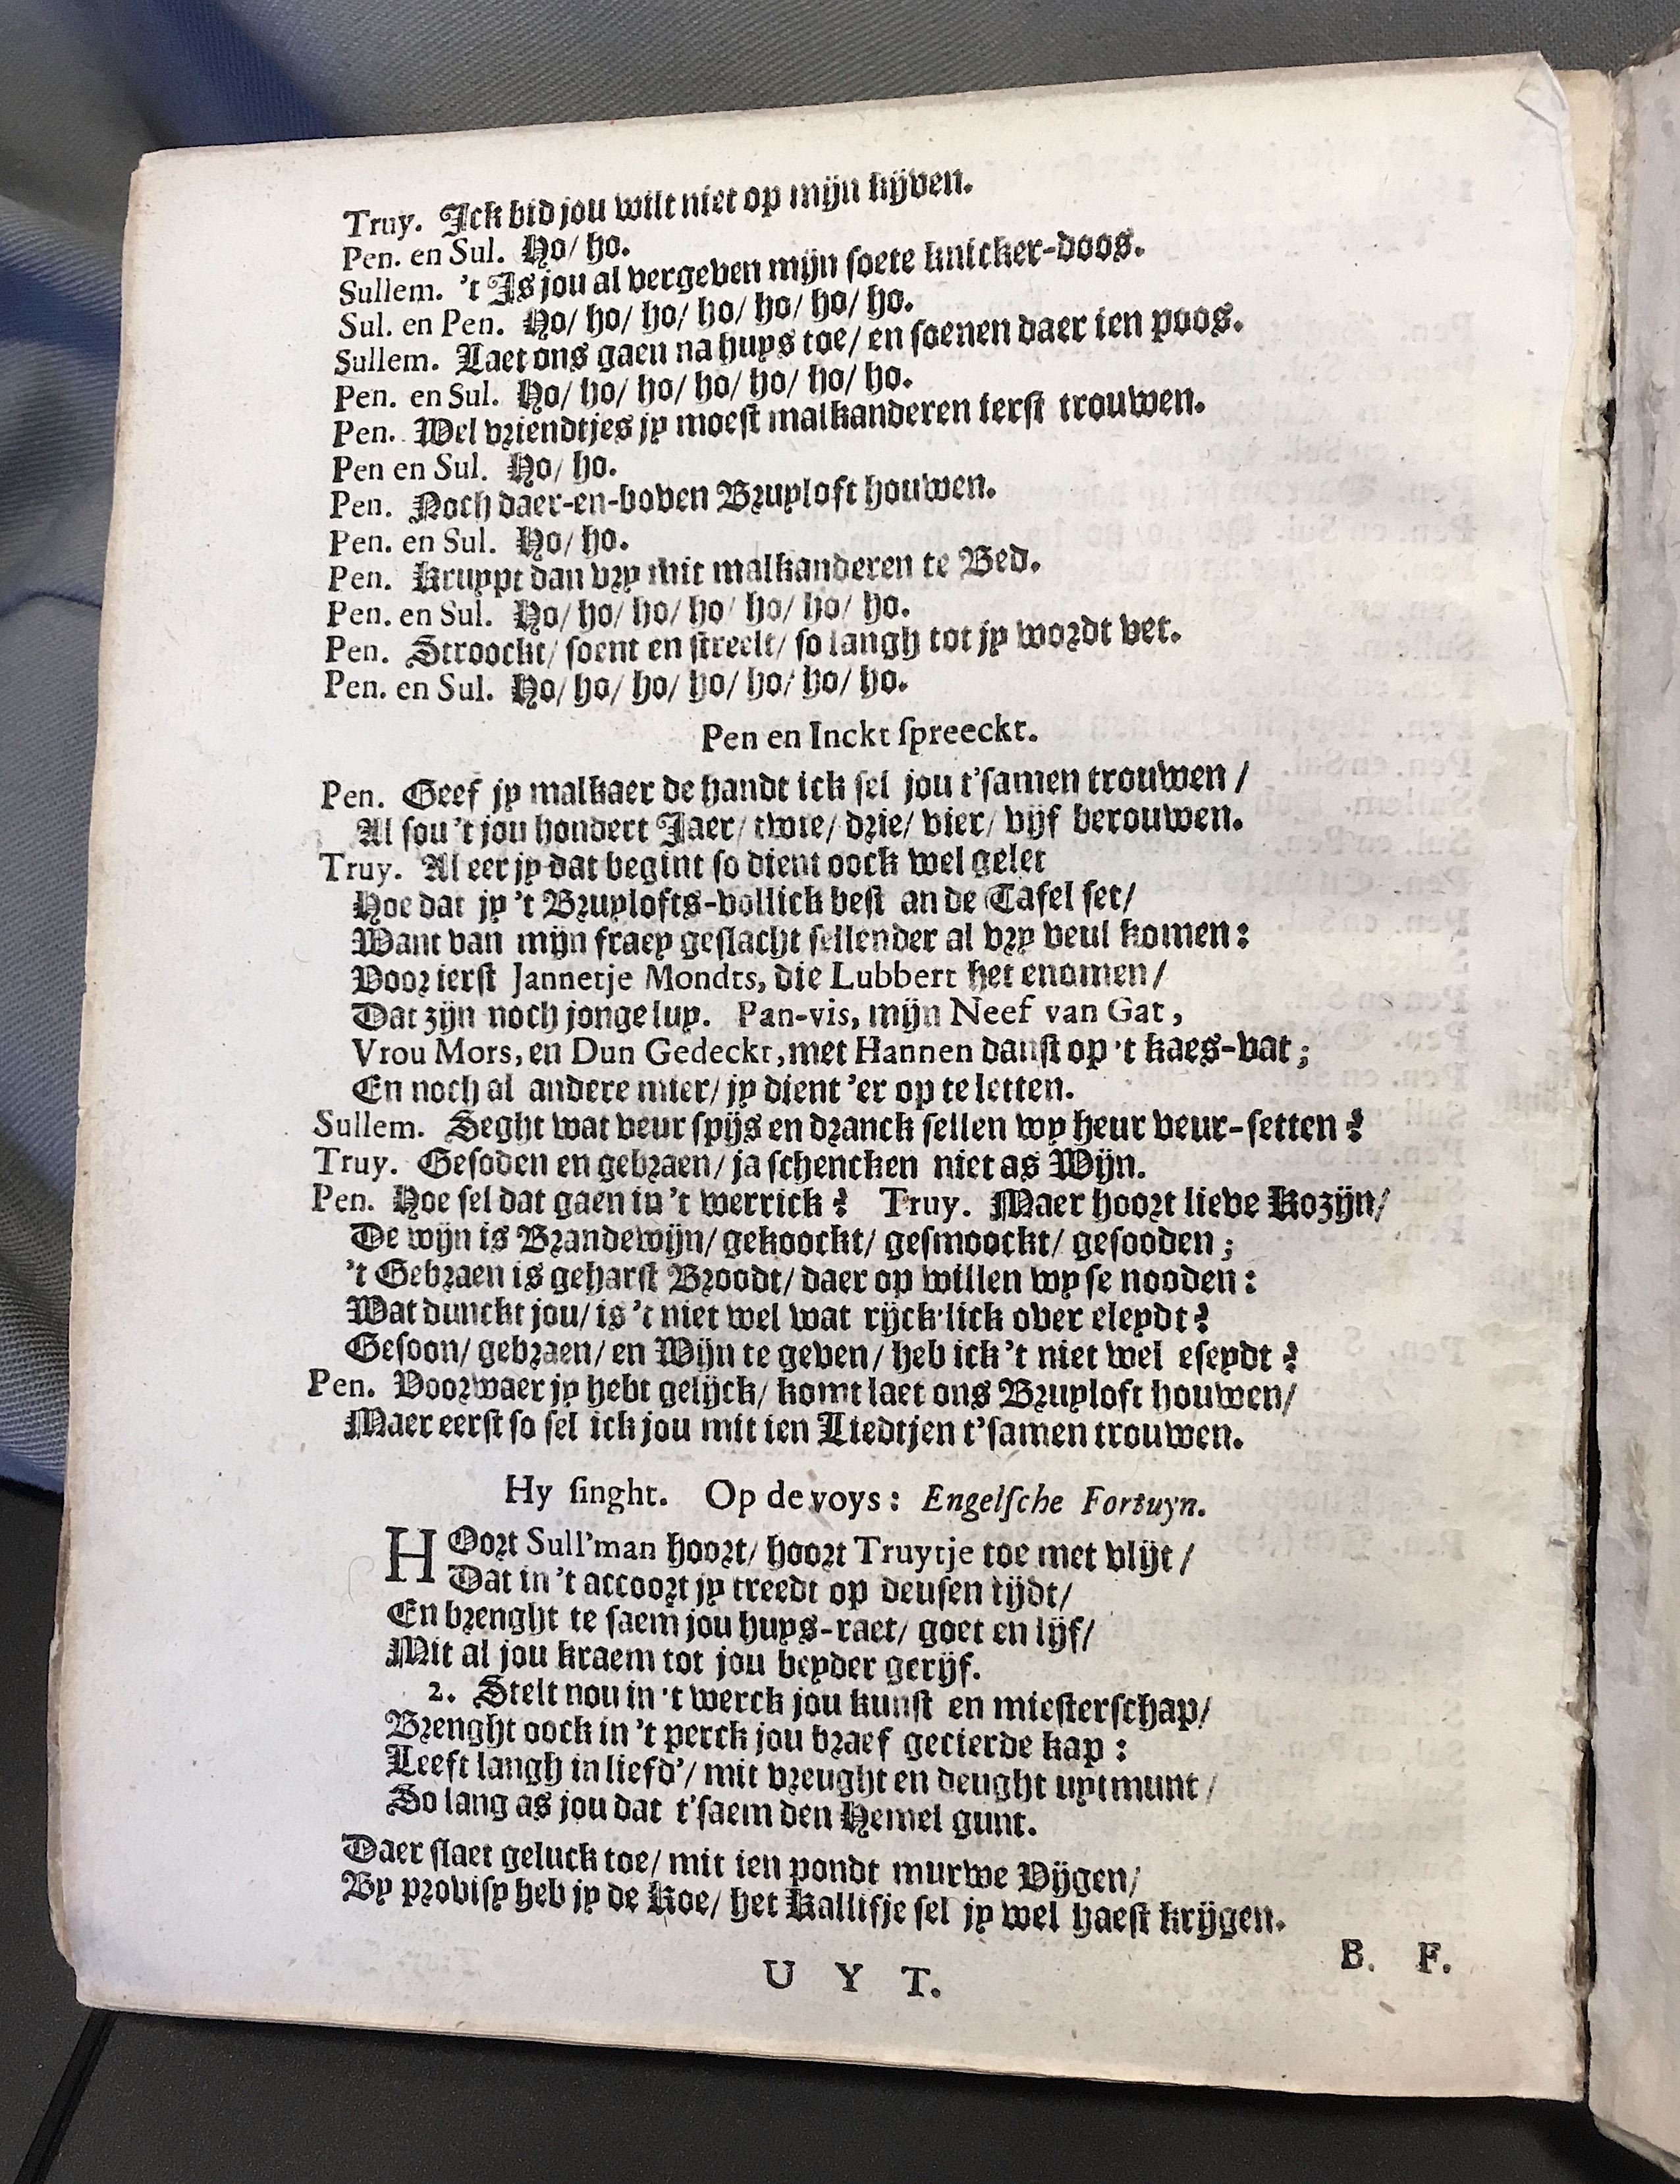 Truy. Ick bid jou wilt niet op mijn kijven.
Pen. en Sul. Ho/ ho.
Sullem. 't Is jou al vergeven mijn soete knicker-doos.
Sul. en Pen. Ho/ ho/ ho/ ho/ ho/ ho/ ho.
Sullem. Laet ons gaen na huys toe/ en soenen daer ien poos.
Pen. en Sul. Ho/ ho/ ho/ ho/ ho/ ho/ ho.
Pen. Wel vriendtjes jy moest malkanderen ierst trouwen.
Pen en Sul. Ho/ ho.
Pen. Noch daer-en-boven Bruyloft houwen.
Pen. en Sul. Ho/ ho.
Pen. Kruypt dan vry mit malkanderen te Bed.
Pen. en Sul. Ho/ ho/ ho/ ho/ ho/ ho/ ho.
Pen. Stroockt/ soent en streelt/ so langh tot jy wordt vet.
Pen. en Sul. Ho/ ho/ ho/ ho/ ho/ ho/ ho.
Pen en Inckt spreeckt.
Pen. Geef jy malkaer de handt ick sel jou t'samen trouwen /
Al sou 't jou hondert Jaer/ twie/ drie/ vier/ vijf berouwen.
Truy. Al eer jy dat begint so dient oock wel gelet
Hoe dat jy 't Bruylofts-vollick best an de Tafel set/
Want van mijn fraey geslacht sellender al vry veul komen:
Voor ierst Jannetje Mondts, die Lubbert het enomen/
Dat zijn noch jonge luy. Pan-vis, mijn Neef van Gat,
Vrou Mors, en Dun Gedeckt, met Hannen danst op 't kaes-vat;
En noch al andere mier/ jy dient 'er op te letten.
Sullem. Seght wat veur spijs en dranck sellen wy heur veur-setten?
Truy. Gesoden en gebraen/ ja schencken niet as Wijn.
Pen. Hoe sel dat gaen in 't werrick? Truy. Maer hoort lieve Kozijn/
De wijn is Brandewijn/ gekoockt/ gesmoockt/ gesooden;
't Gebraen is geharst Broodt/ daer op willen wy se nooden:
Wat dunckt jou/ is 't niet wel wat rijck'lick over eleydt?
Gesoon/ gebraen/ en Wijn te geven/ heb ick 't niet wel eseydt?
Pen. Voorwaer jy hebt gelijck/ komt laet ons Bruyloft houwen/
Maer eerst so sel ick jou mit ien Liedtjen t'samen trouwen.
Hy singht. Op de voys: Engelsche Fortuyn.
HOort Sull'man hoort/ hoort Truytje toe met vlijt/
Dat in 't accoort jy treedt op deusen tijdt/
En brenght te saem jou huys-raet/ goet en lijf/
Mit al jou kraem tot jou beyder gerijf.
2. Stelt nou in 't werck jou kunst en miesterschap/
Brenght oock in 't perck jou braef gecierde kap:
Leeft langh in liefd'/ mit vreught en deught uytmunt/
So lang as jou dat t'saem den Hemel gunt.
Daer slaet geluck toe/ mit ien pondt murwe Vijgen/
By provisy heb jy de Koe/ het Kallifje sel jy wel haest krijgen.
B. F.
U Y T.